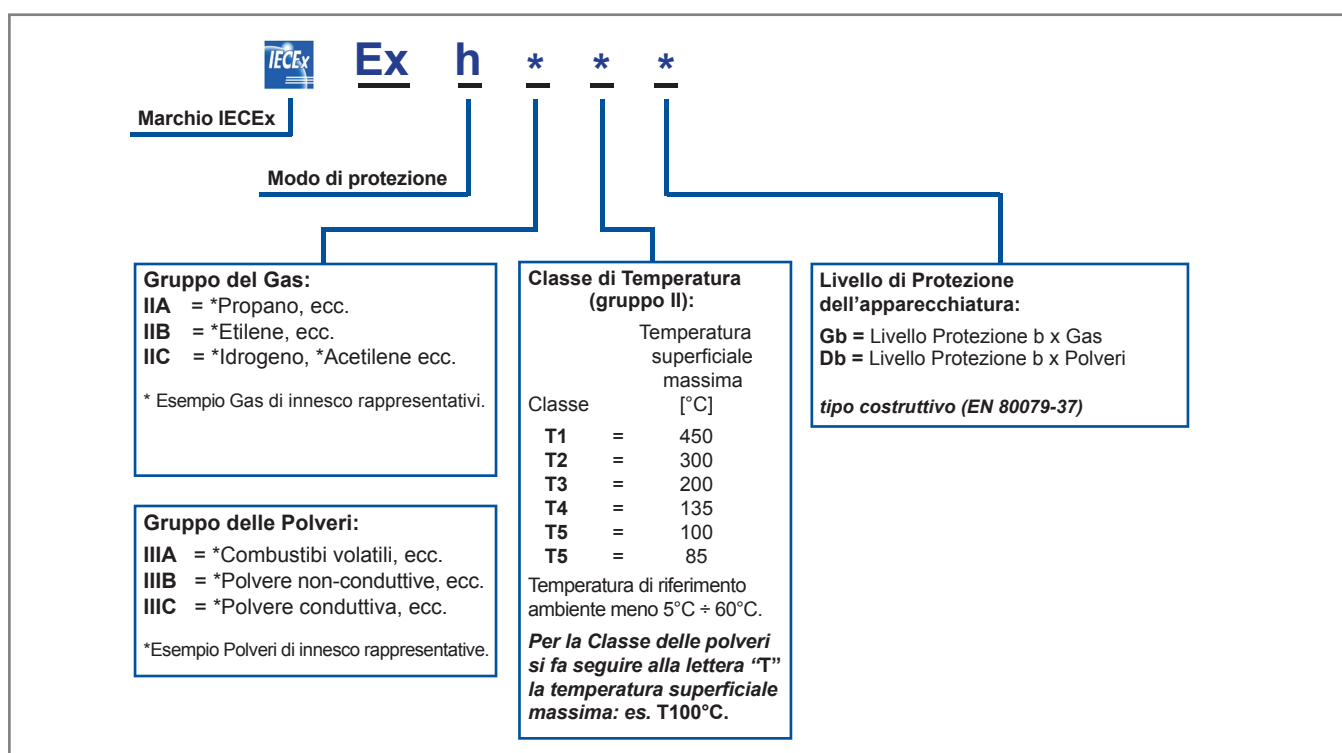 IECEx Ex h * * *
Marchio IECEx
Modo di protezione
Gruppo del Gas:
IIA = *Propano, ecc.
IIB = *Etilene, ecc.
IIC = *Idrogeno, *Acetilene ecc.
* Esempio Gas di innesco rappresentativi.
Gruppo delle Polveri:
IIIA = *Combustibi volatili, ecc.
IIIB = *Polvere non-conduttive, ecc.
IIIC = *Polvere conduttiva, ecc.
*Esempio Polveri di innesco rappresentative.
Classe di Temperatura
(gruppo II):
Temperatura
superficiale
massima
Classe [°C]
T1 = 450
T2 = 300
T3 = 200
T4 = 135
T5 = 100
T5 = 85
Temperatura di riferimento
ambiente meno 5°C ÷ 60°C.
Per la Classe delle polveri
si fa seguire alla lettera “T”
la temperatura superficiale
massima: es. T100°C.
Livello di Protezione
dell’apparecchiatura:
Gb = Livello Protezione b x Gas
Db = Livello Protezione b x Polveri
tipo costruttivo (EN 80079-37)